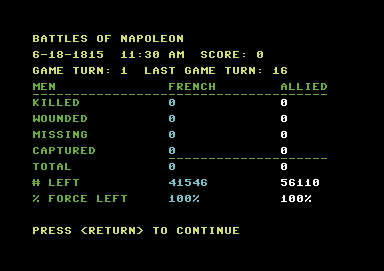 BATTLES OF NAPOLEON
6-18-1815 11:30 AM SCORE: 0
GAME TURN: 1 LAST GAME TURN: 16
MEN FRENCH ALLIED
KILLED 0 0
WOUNDED 0 0
MISSING 0 0
CAPTURED 0 0
TOTAL 0 0
# LEFT 41546 56110
% FORCE LEFT 100% 100%
PRESS <RETURN> TO CONTINUE